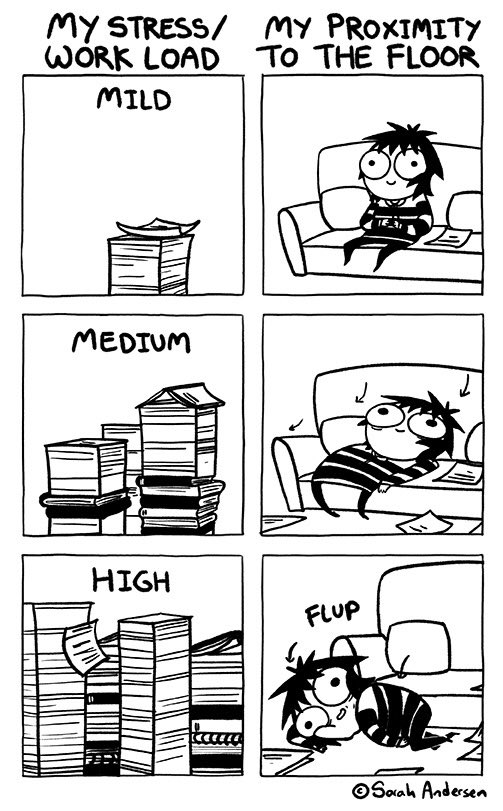 MY STRESS/
WORK LOAD
MY PROXIMITY
TO THE FLOOR
MILD
MEDIUM
HIGH
FLUP
©Sarah Andersen